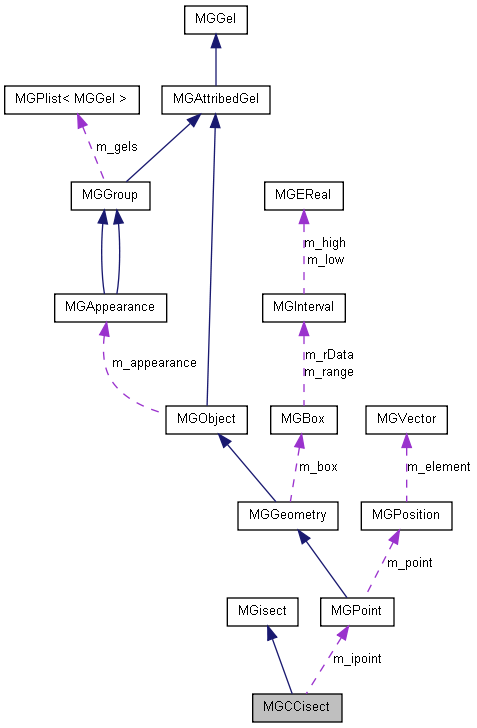 MGGel
MGPlist< MGGel >
MGAttribedGel
m_gels
MGGroup
MGEReal
m_high
m_low
MGAppearance
MGInterval
m_appearance
m_rData
m_range
MGObject
MGBox
MGVector
m_box
m_element
MGGeometry
MGPosition
m_point
MGisect
MGPoint
m_ipoint
MGCCisect